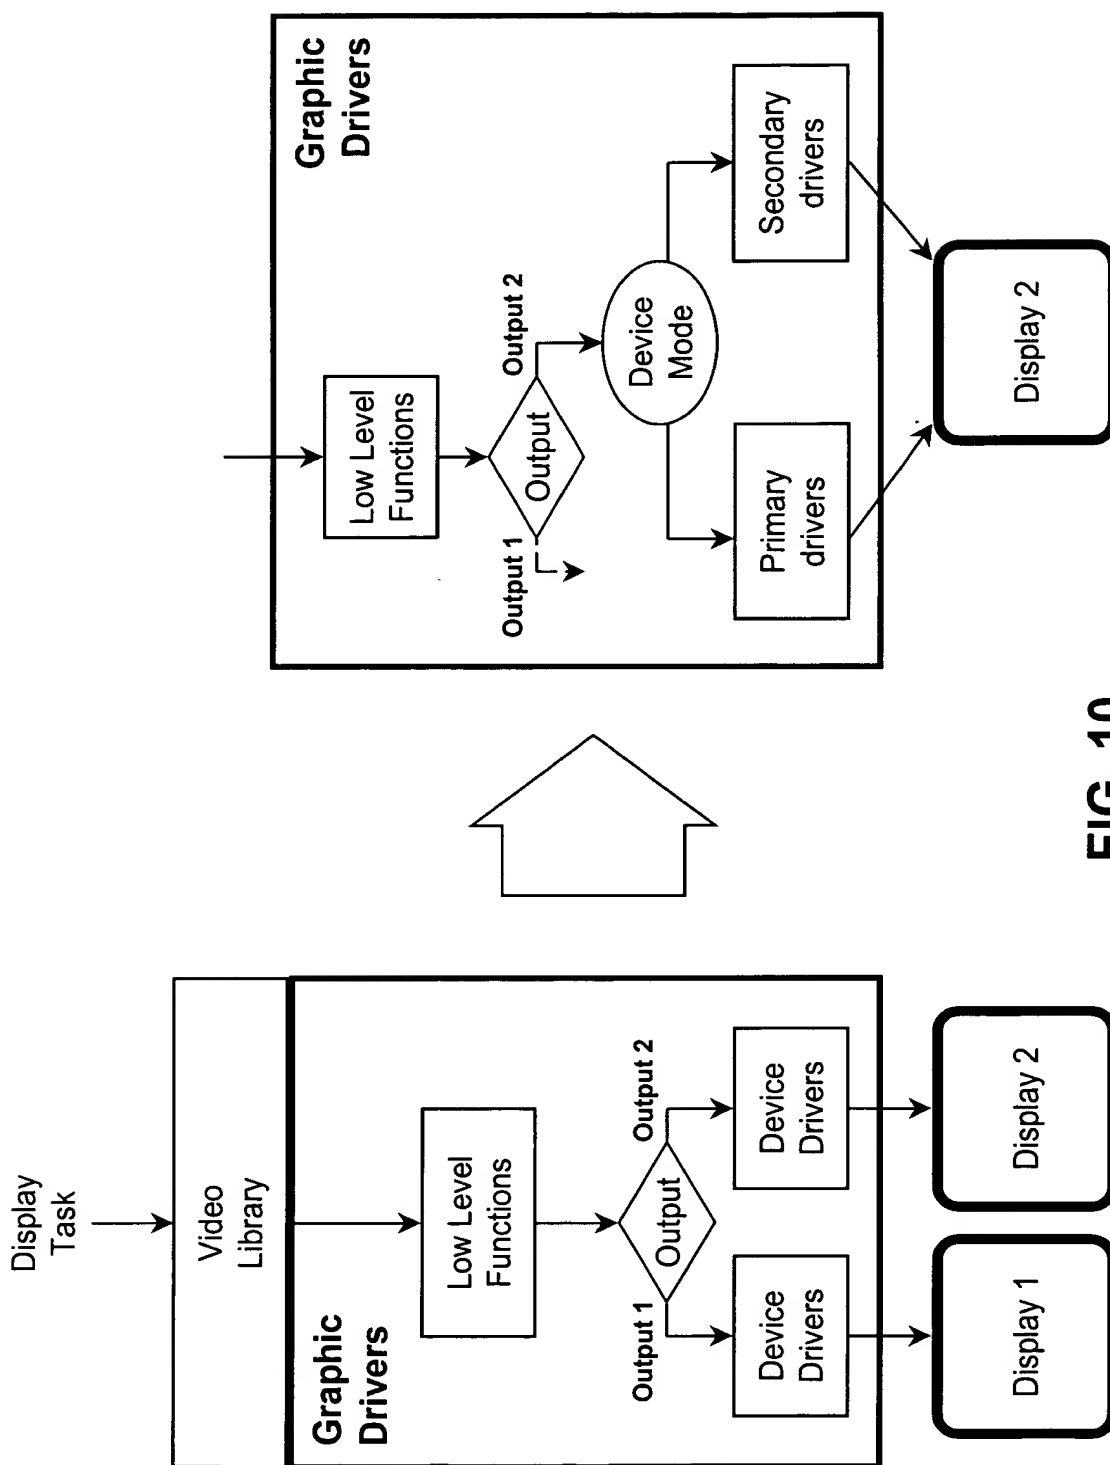 Display
Task
Video
Library
Graphic
Drivers
Low Level
Functions
Output
Output 1
Output 2
Device
Drivers
Device
Drivers
Display 1
Display 2
Graphic
Drivers
Low Level
Functions
Output
Output 1
Output 2
Device
Mode
Primary
drivers
Secondary
drivers
Display 2
FIG. 10